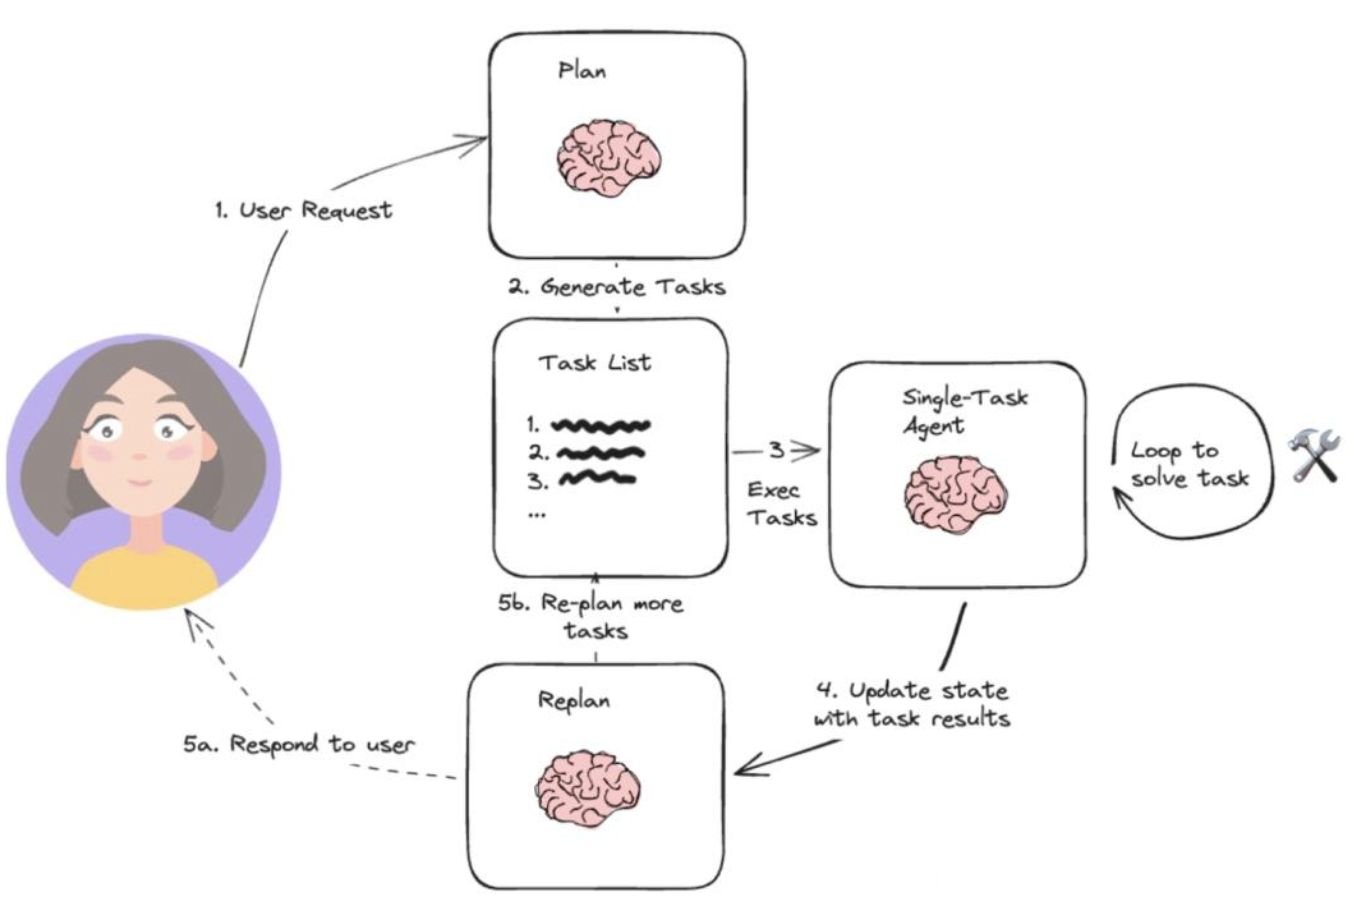 Plan
1. User Request
2. Generate Tasks
Task List
1.
2.
3.
...
3
Exec
Tasks
Single-Task
Agent
Loop to
solve task
4. Update state
with task results
5b. Re-plan more
tasks
Replan
5a. Respond to user